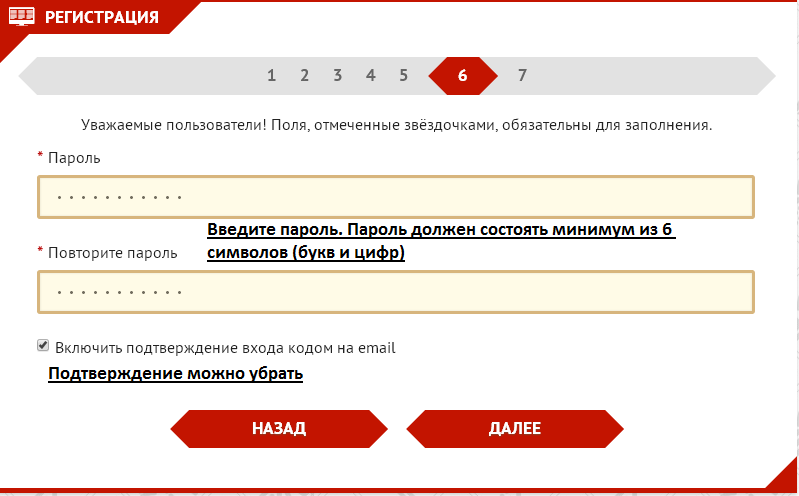 РЕГИСТРАЦИЯ
1 2 3 4 5 6 7
Уважаемые пользователи! Поля, отмеченные звёздочками, обязательны для заполнения.
* Пароль
Введите пароль. Пароль должен состоять минимум из 6
символов (букв и цифр)
* Повторите пароль
Включить подтверждение входа кодом на email
Подтверждение можно убрать
НАЗАД ДАЛЕЕ